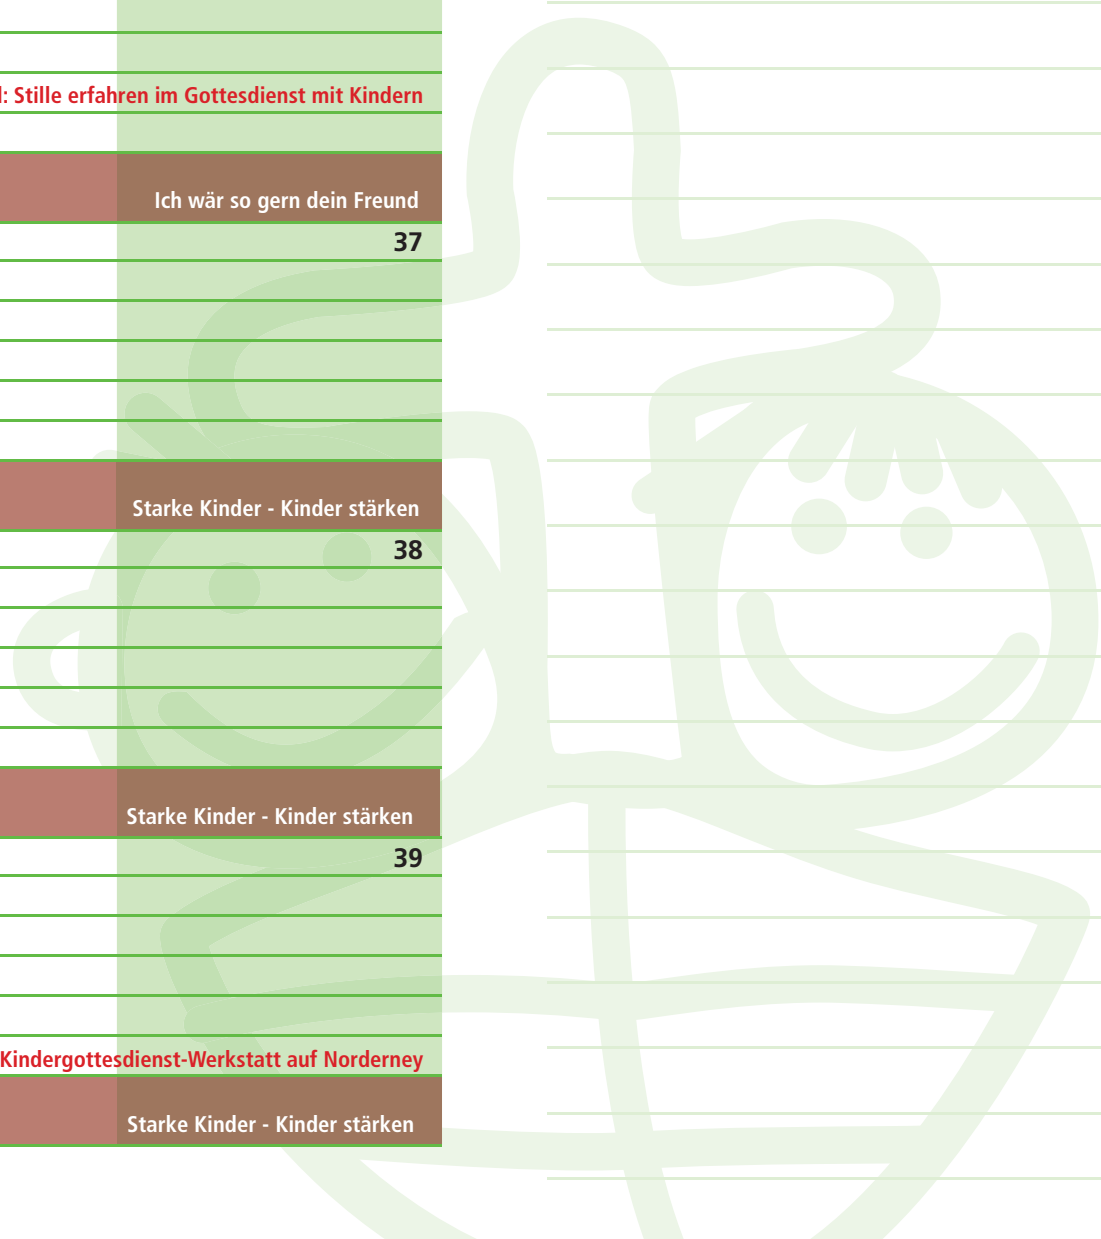 : Stille erfahren im Gottesdienst mit Kindern
Ich wär so gern dein Freund
37
Starke Kinder - Kinder stärken
38
Starke Kinder - Kinder stärken
39
Kindergottesdienst-Werkstatt auf Norderney
Starke Kinder - Kinder stärken